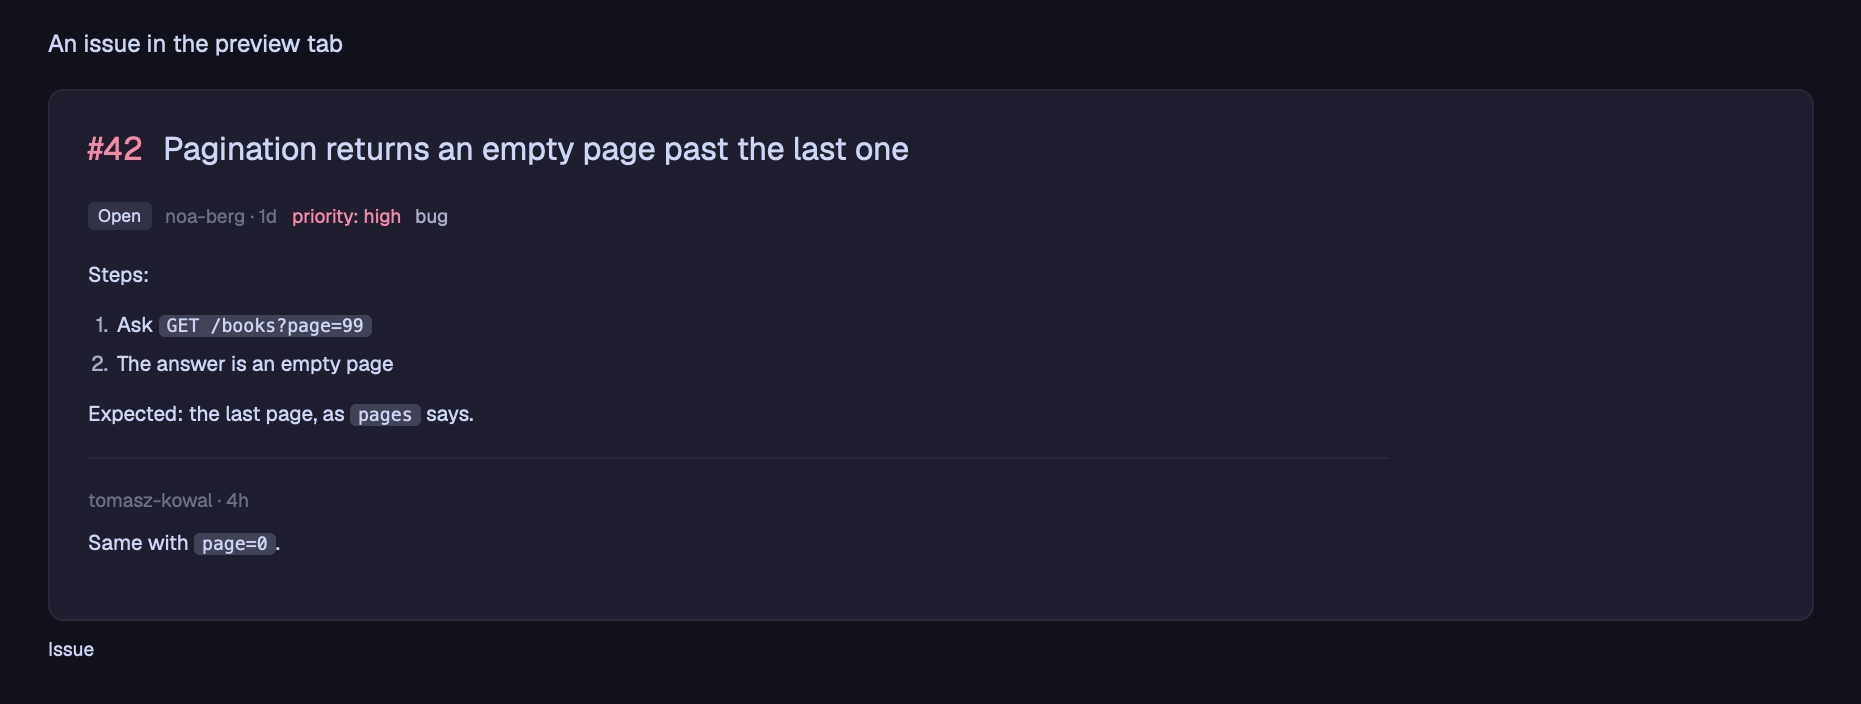 An issue in the preview tab
#42 Pagination returns an empty page past the last one
Open noa-berg · 1d priority: high bug
Steps:
1. Ask GET /books?page=99
2. The answer is an empty page
Expected: the last page, as pages says.
tomasz-kowal · 4h
Same with page=0.
Issue